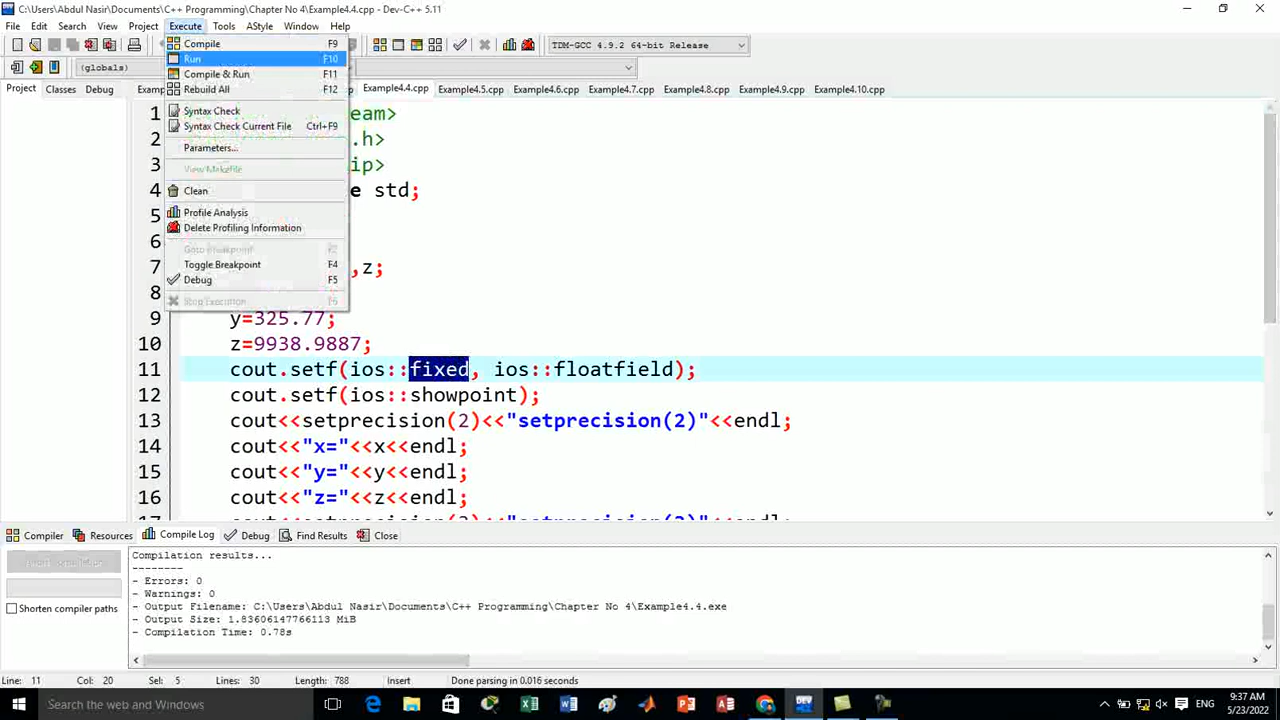 C:\Users\Abdul Nasir\Documents\C++ Programming\Chapter No 4\Example4.4.cpp - Dev-C++ 5.11
File Edit Search View Project Execute Tools AStyle Window Help
TDM-GCC 4.9.2 64-bit Release
Compile F9
Run F10
Compile & Run F11
Rebuild All F12
Syntax Check
Syntax Check Current File Ctrl+F9
Parameters...
View Makefile
Clean
Profile Analysis
Delete Profiling Information
Toggle Breakpoint F4
Debug F5
Stop Execution F6
(globals)
Project Classes Debug Examp Example4.4.cpp Example4.5.cpp Example4.6.cpp Example4.7.cpp Example4.8.cpp Example4.9.cpp Example4.10.cpp
1 eam>
2 .h>
3 ip>
4 e std;
5
6
7 ,z;
8
9 y=325.77;
10 z=9938.9887;
11 cout.setf(ios::fixed, ios::floatfield);
12 cout.setf(ios::showpoint);
13 cout<<setprecision(2)<<"setprecision(2)"<<endl;
14 cout<<"x="<<x<<endl;
15 cout<<"y="<<y<<endl;
16 cout<<"z="<<z<<endl;
Compiler Resources Compile Log Debug Find Results Close
Shorten compiler paths
Compilation results...
--------
- Errors: 0
- Warnings: 0
- Output Filename: C:\Users\Abdul Nasir\Documents\C++ Programming\Chapter No 4\Example4.4.exe
- Output Size: 1.83606147766113 MiB
- Compilation Time: 0.78s
Line: 11 Col: 20 Sel: 5 Lines: 30 Length: 788 Insert Done parsing in 0.016 seconds
Search the web and Windows
ENG
9:37 AM
5/23/2022